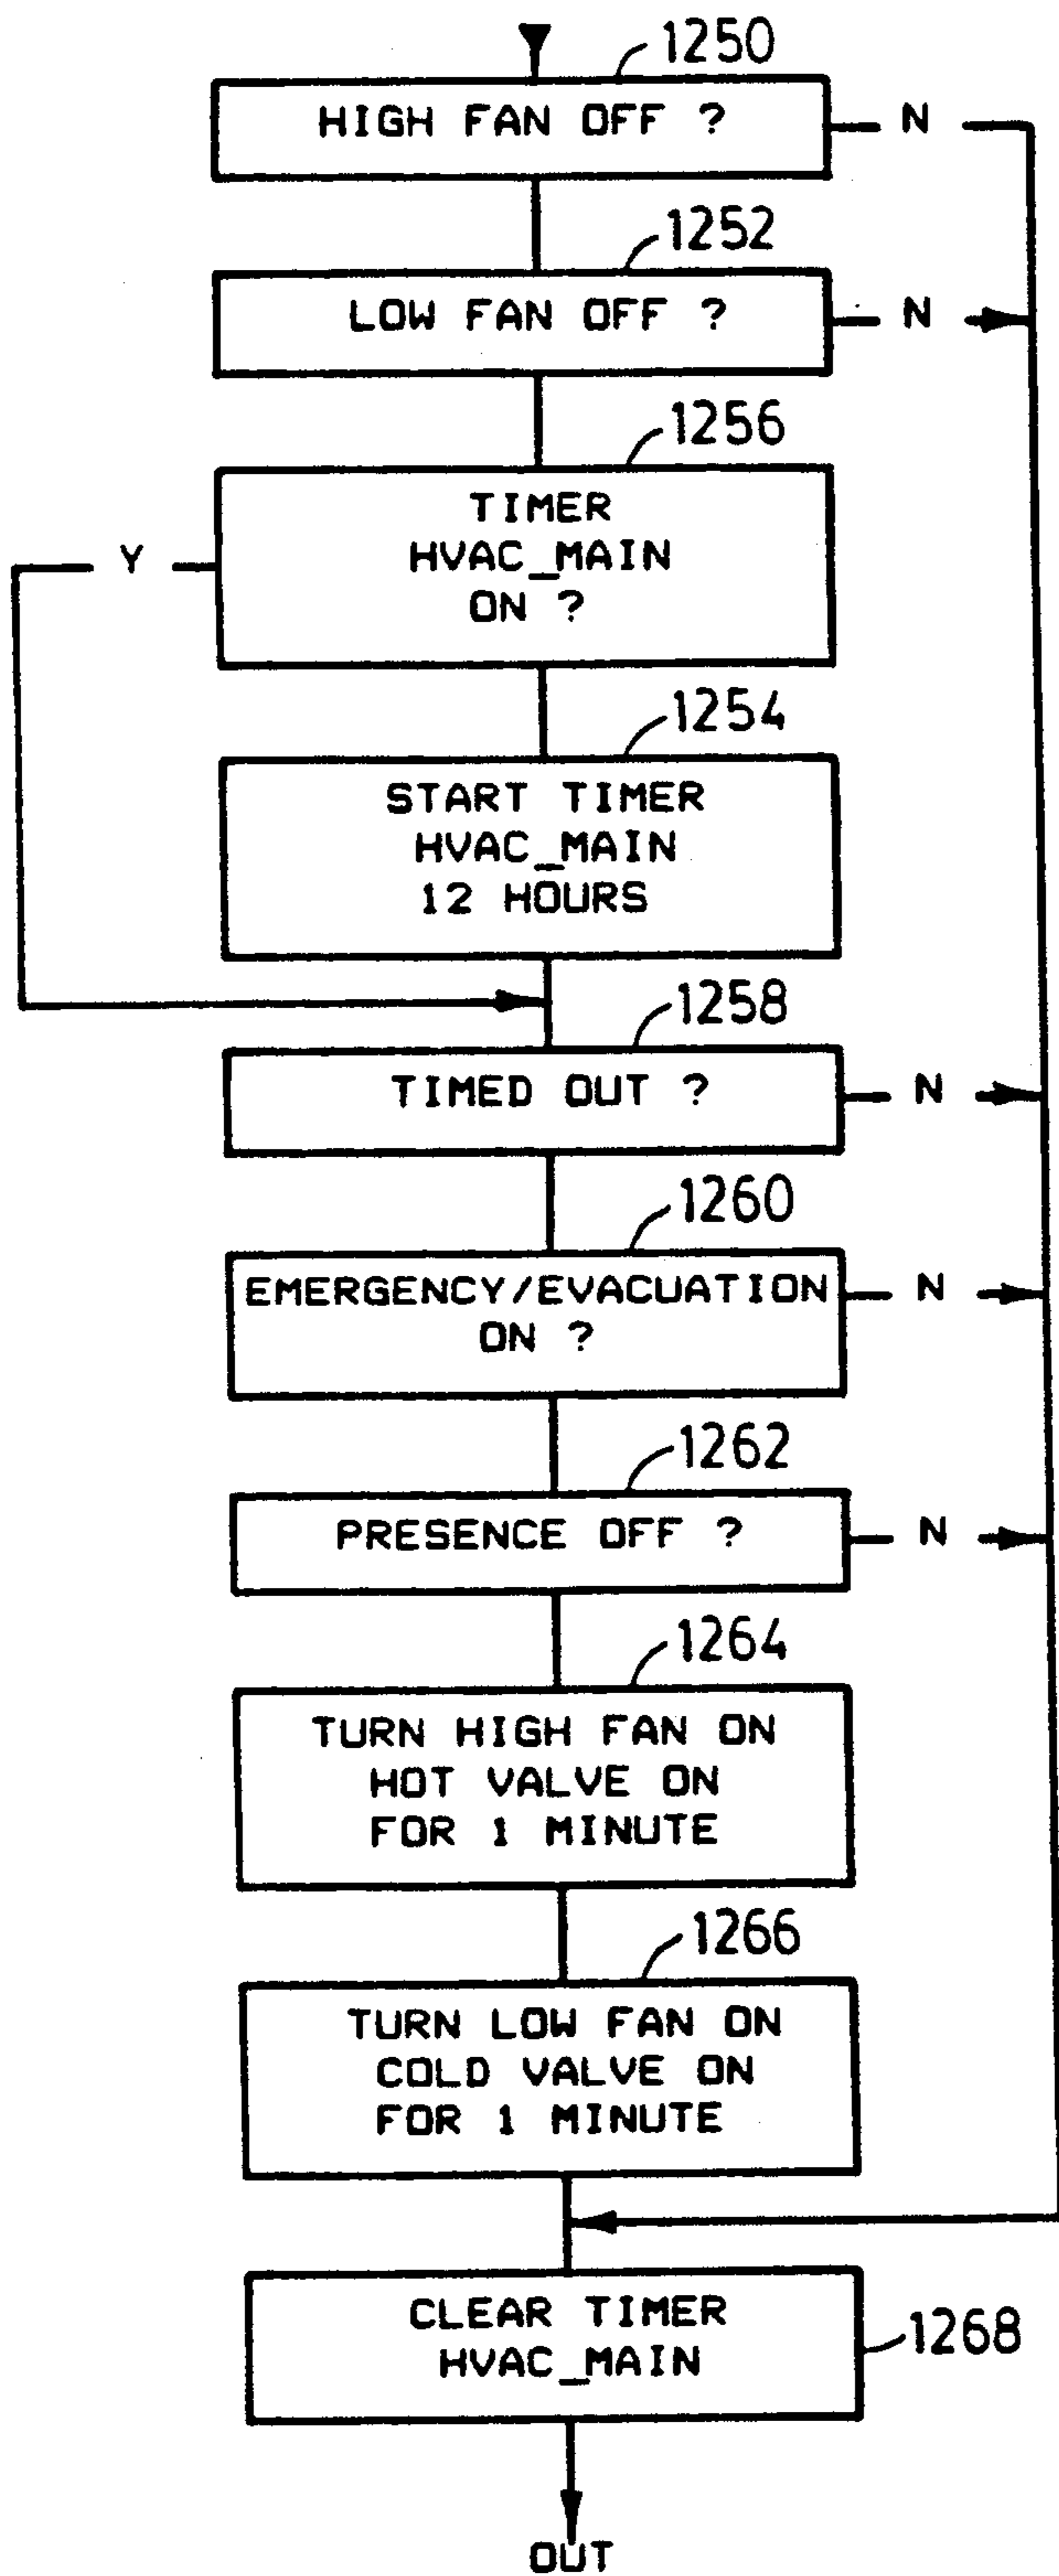 1250
HIGH FAN OFF ?
N
1252
LOW FAN OFF ?
N
1256
TIMER
HVAC_MAIN
ON ?
Y
1254
START TIMER
HVAC_MAIN
12 HOURS
1258
TIMED OUT ?
N
1260
EMERGENCY/EVACUATION
ON ?
N
1262
PRESENCE OFF ?
N
1264
TURN HIGH FAN ON
HOT VALVE ON
FOR 1 MINUTE
1266
TURN LOW FAN ON
COLD VALVE ON
FOR 1 MINUTE
CLEAR TIMER
HVAC_MAIN
1268
OUT